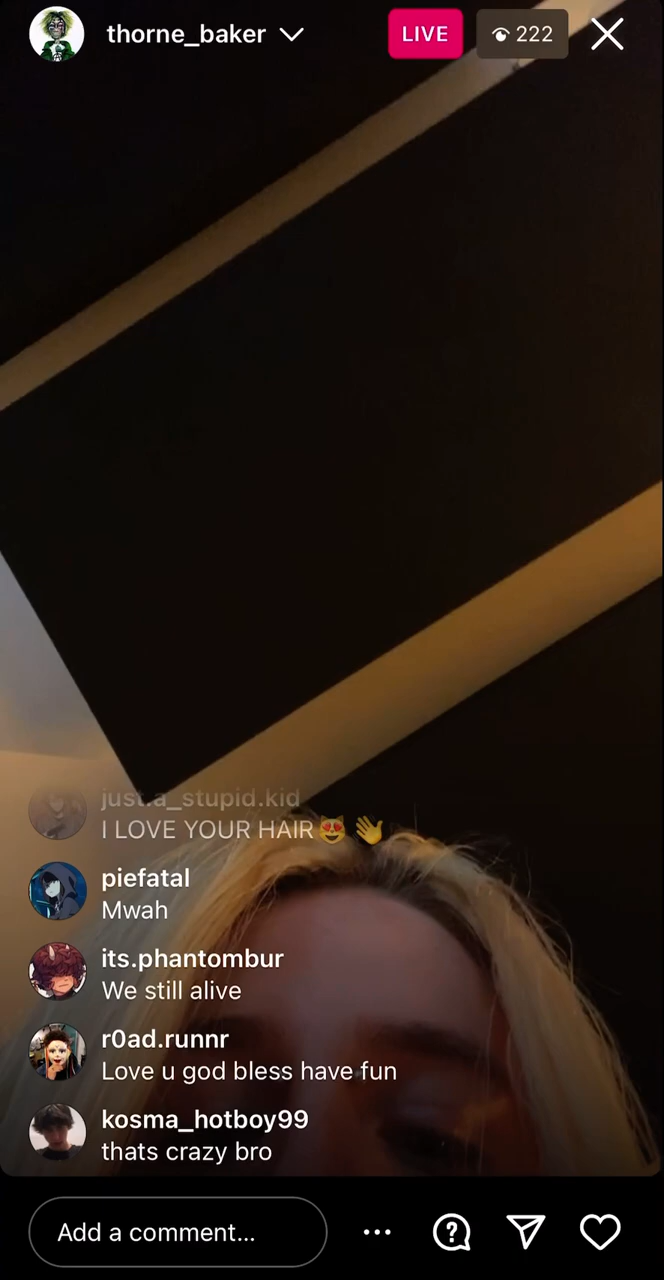 thorne_baker
LIVE
222
just.a_stupid.kid
I LOVE YOUR HAIR😻 👋
piefatal
Mwah
its.phantombur
We still alive
r0ad.runnr
Love u god bless have fun
kosma_hotboy99
thats crazy bro
Add a comment...